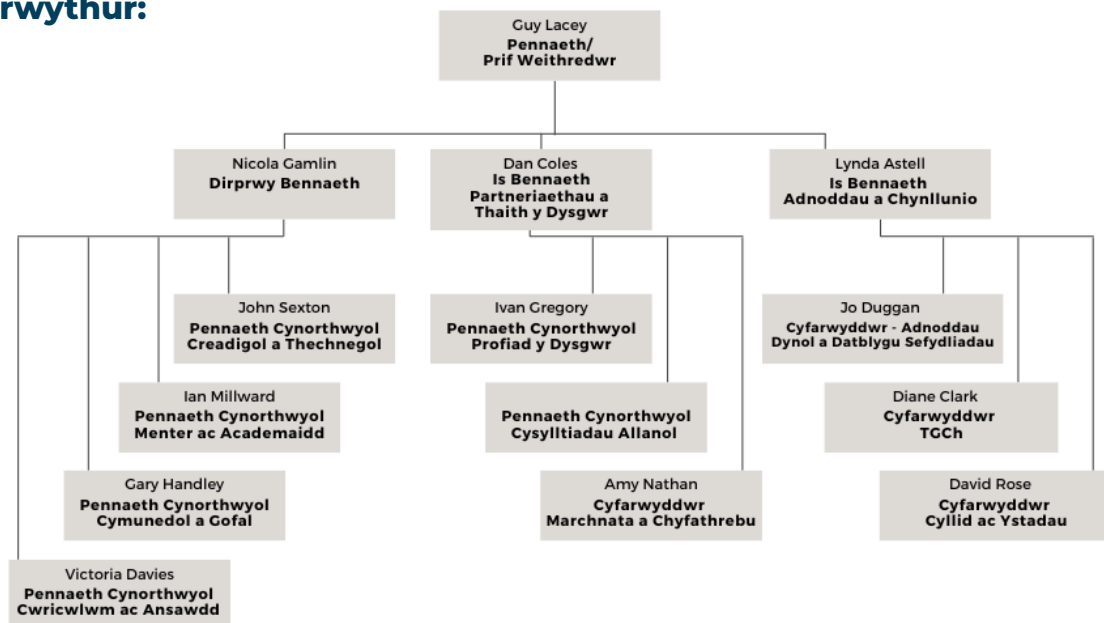 rwythur:
Guy Lacey
Pennaeth/
Prif Weithredwr
Nicola Gamlin
Dirprwy Bennaeth
Dan Coles
Is Bennaeth
Partneriaethau a
Thaith y Dysgwr
Lynda Astell
Is Bennaeth
Adnoddau a Chynllunio
John Sexton
Pennaeth Cynorthwyol
Creadigol a Thechnegol
Ivan Gregory
Pennaeth Cynorthwyol
Profiad y Dysgwr
Jo Duggan
Cyfarwyddwr - Adnoddau
Dynol a Datblygu Sefydliadau
Ian Millward
Pennaeth Cynorthwyol
Menter ac Academaidd
Pennaeth Cynorthwyol
Cysylltiadau Allanol
Diane Clark
Cyfarwyddwr
TGCh
Gary Handley
Pennaeth Cynorthwyol
Cymunedol a Gofal
Amy Nathan
Cyfarwyddwr
Marchnata a Chyfathrebu
David Rose
Cyfarwyddwr
Cyllid ac Ystadau
Victoria Davies
Pennaeth Cynorthwyol
Cwricwlwm ac Ansawdd